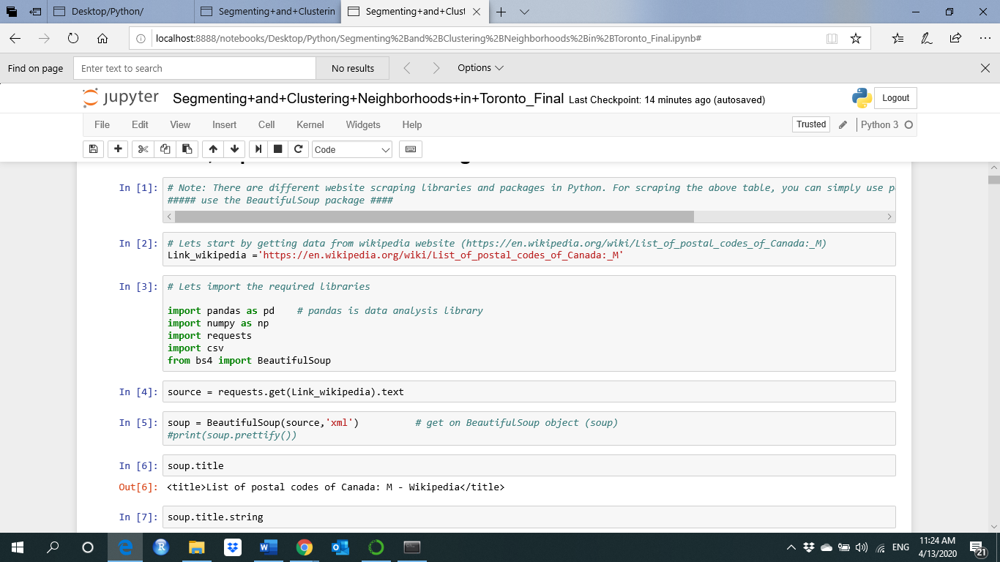 Desktop/Python/
Segmenting+and+Clusterin
Segmenting+and+Clust
localhost:8888/notebooks/Desktop/Python/Segmenting%2Band%2BClustering%2BNeighborhoods%2Bin%2BToronto_Final.ipynb#
Find on page
Enter text to search
No results
Options
jupyter
Segmenting+and+Clustering+Neighborhoods+in+Toronto_Final Last Checkpoint: 14 minutes ago (autosaved)
Logout
File Edit View Insert Cell Kernel Widgets Help
Trusted
Python 3
Code
In [1]: # Note: There are different website scraping libraries and packages in Python. For scraping the above table, you can simply use
##### use the BeautifulSoup package ####
In [2]: # Lets start by getting data from wikipedia website (https://en.wikipedia.org/wiki/List_of_postal_codes_of_Canada:_M)
Link_wikipedia ='https://en.wikipedia.org/wiki/List_of_postal_codes_of_Canada:_M'
In [3]: # Lets import the required libraries
import pandas as pd    # pandas is data analysis library
import numpy as np
import requests
import csv
from bs4 import BeautifulSoup
In [4]: source = requests.get(Link_wikipedia).text
In [5]: soup = BeautifulSoup(source,'xml')          # get on BeautifulSoup object (soup)
#print(soup.prettify())
In [6]: soup.title
Out[6]: <title>List of postal codes of Canada: M - Wikipedia</title>
In [7]: soup.title.string
ENG
11:24 AM
4/13/2020
21